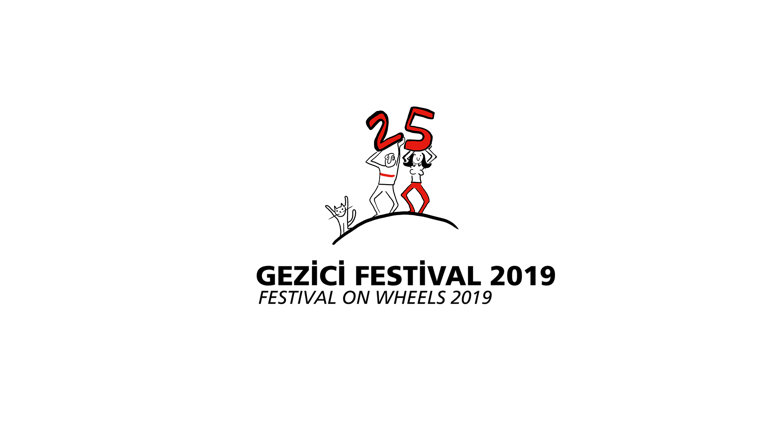 25
GEZİCİ FESTİVAL 2019
FESTIVAL ON WHEELS 2019